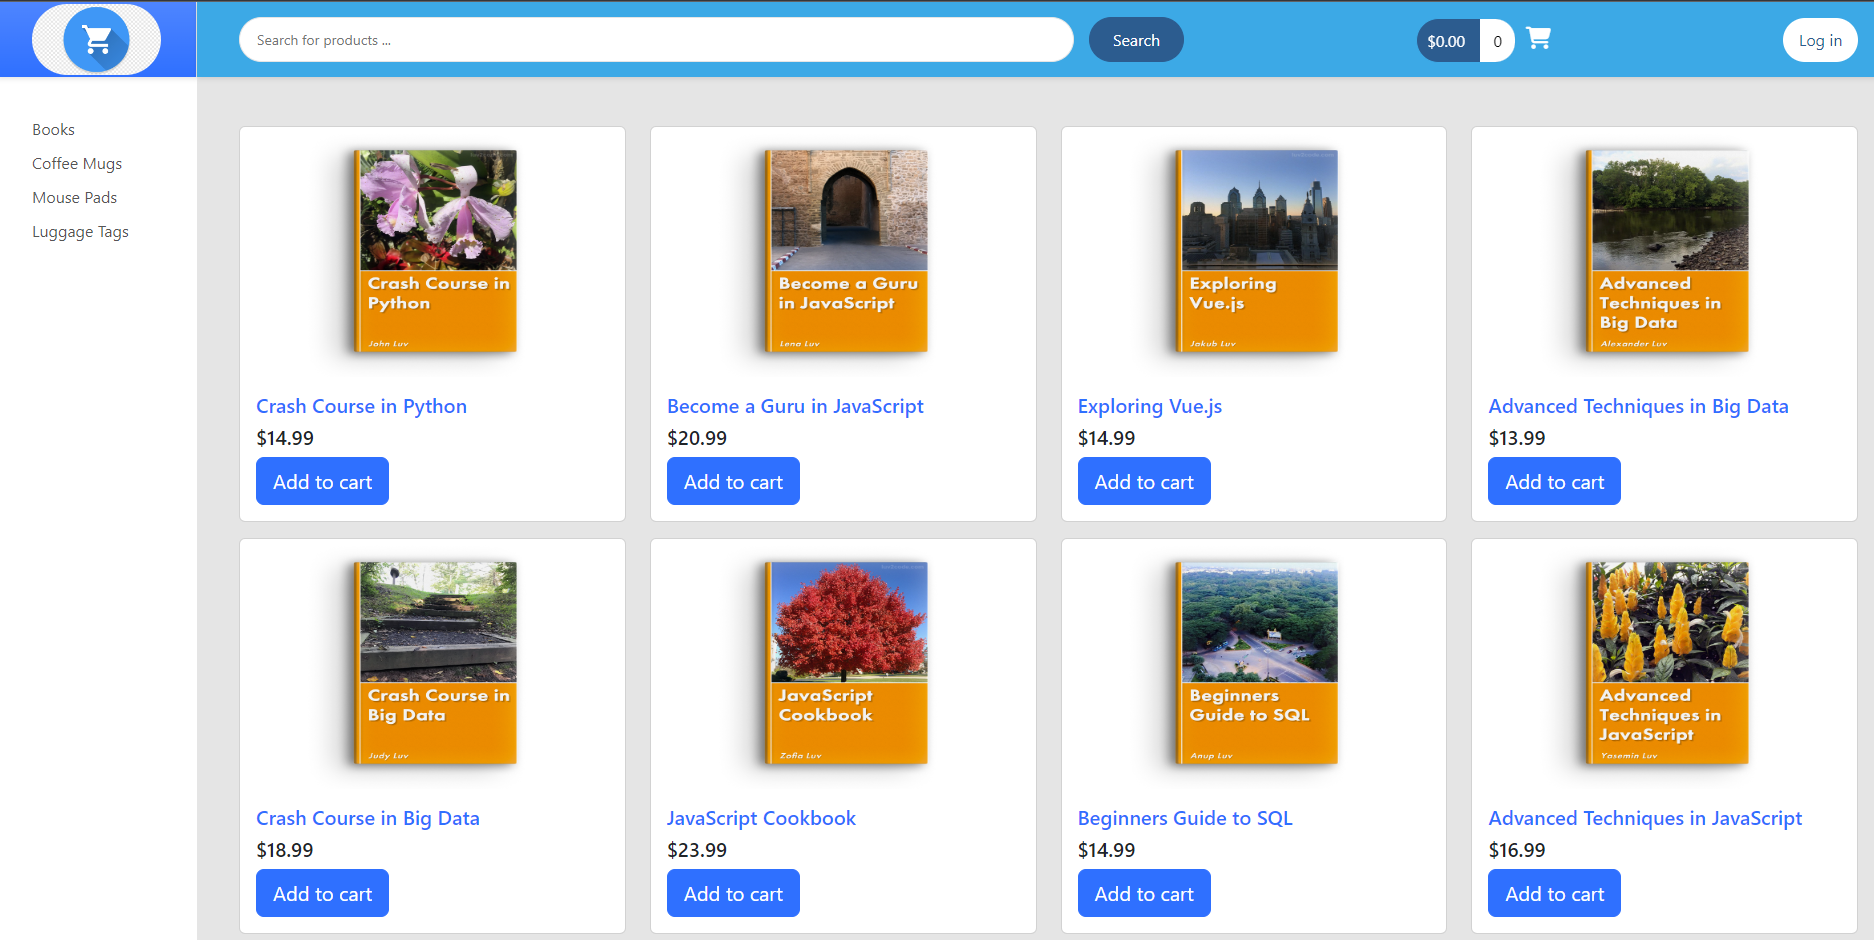 Search for products ...
Search
$0.00 0
Log in
Books
Coffee Mugs
Mouse Pads
Luggage Tags
Crash Course in
Python
John Luv
Become a Guru
in JavaScript
Lena Luv
Exploring
Vue.js
Jakub Luv
Advanced
Techniques in
Big Data
Alexander Luv
Crash Course in Python
$14.99
Add to cart
Become a Guru in JavaScript
$20.99
Add to cart
Exploring Vue.js
$14.99
Add to cart
Advanced Techniques in Big Data
$13.99
Add to cart
Crash Course in
Big Data
Judy Luv
JavaScript
Cookbook
Zofia Luv
Beginners
Guide to SQL
Anup Luv
Advanced
Techniques in
JavaScript
Yasemin Luv
Crash Course in Big Data
$18.99
Add to cart
JavaScript Cookbook
$23.99
Add to cart
Beginners Guide to SQL
$14.99
Add to cart
Advanced Techniques in JavaScript
$16.99
Add to cart